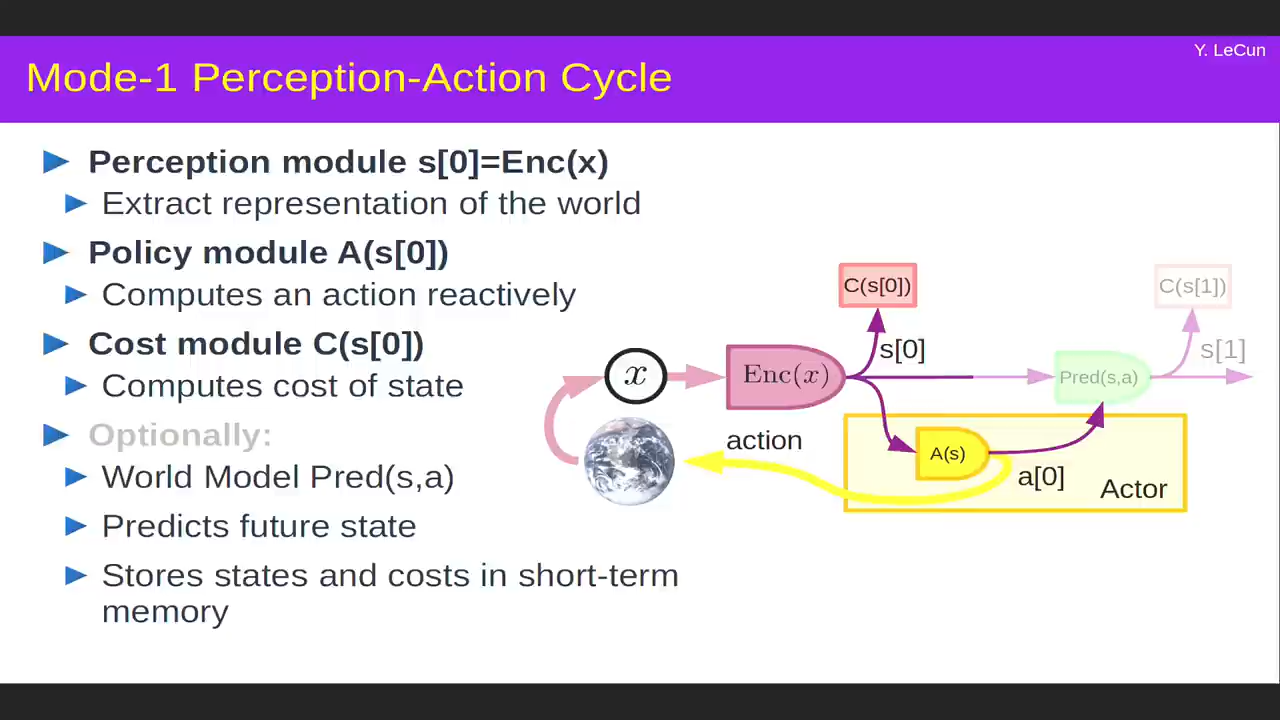 Y. LeCun
Mode-1 Perception-Action Cycle
Perception module s[0]=Enc(x)
Extract representation of the world
Policy module A(s[0])
Computes an action reactively
Cost module C(s[0])
Computes cost of state
Optionally:
World Model Pred(s,a)
Predicts future state
Stores states and costs in short-term
memory
C(s[0])
C(s[1])
s[0]
s[1]
x
Enc(x)
Pred(s,a)
action
A(s)
a[0]
Actor